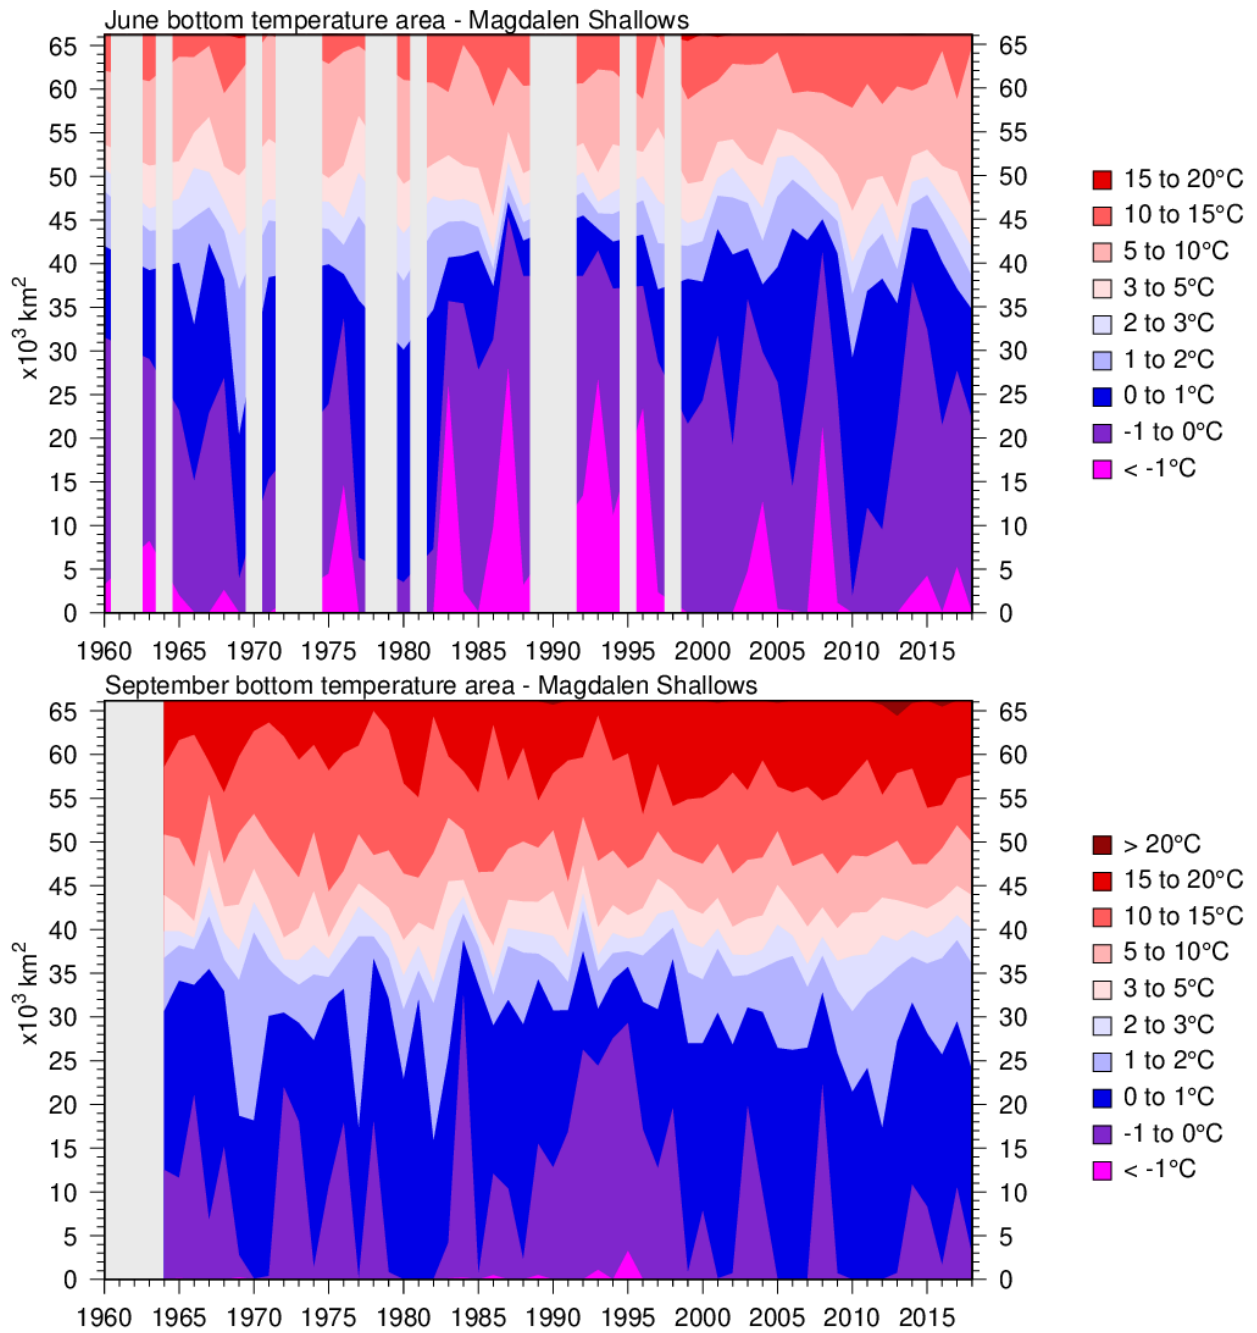 June bottom temperature area - Magdalen Shallows
65 65
60 60
55 55
50 50
45 45
40 40
35 35
30 30
25 25
20 20
15 15
10 10
5 5
0 0
x10³ km²
1960 1965 1970 1975 1980 1985 1990 1995 2000 2005 2010 2015
15 to 20°C
10 to 15°C
5 to 10°C
3 to 5°C
2 to 3°C
1 to 2°C
0 to 1°C
-1 to 0°C
< -1°C
September bottom temperature area - Magdalen Shallows
65 65
60 60
55 55
50 50
45 45
40 40
35 35
30 30
25 25
20 20
15 15
10 10
5 5
0 0
x10³ km²
1960 1965 1970 1975 1980 1985 1990 1995 2000 2005 2010 2015
> 20°C
15 to 20°C
10 to 15°C
5 to 10°C
3 to 5°C
2 to 3°C
1 to 2°C
0 to 1°C
-1 to 0°C
< -1°C